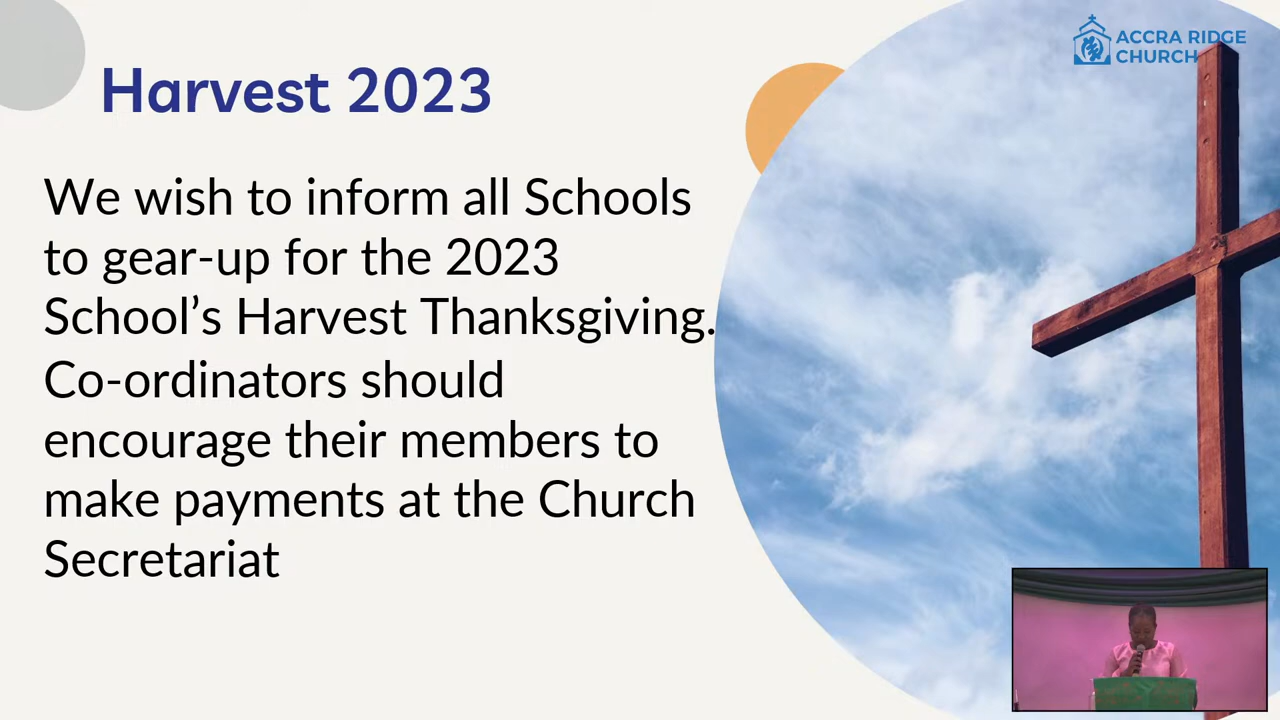 ACCRA RIDGE
CHURCH
Harvest 2023
We wish to inform all Schools
to gear-up for the 2023
School’s Harvest Thanksgiving.
Co-ordinators should
encourage their members to
make payments at the Church
Secretariat